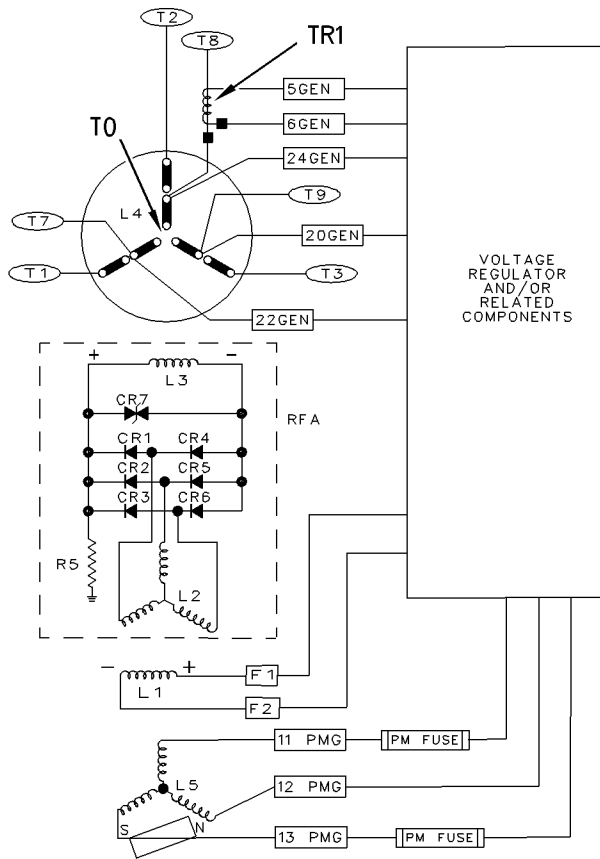 T2
T8
TR1
5GEN
T0
6GEN
24GEN
L4
T9
T7
20GEN
T1
T3
VOLTAGE
REGULATOR
AND/OR
RELATED
COMPONENTS
22GEN
+ -
L3
CR7
RFA
CR1 CR4
CR2 CR5
CR3 CR6
R5
L2
- +
F1
L1
F2
11 PMG PM FUSE
L5
12 PMG
S N
13 PMG PM FUSE